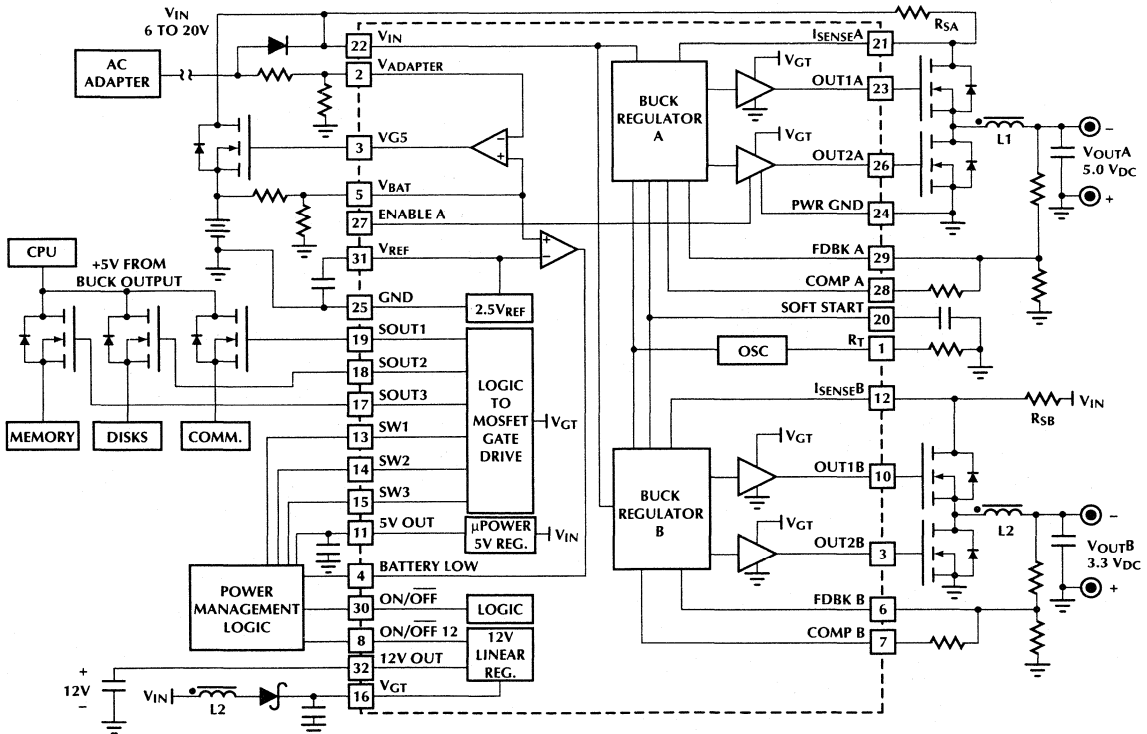 VIN
6 TO 20V
AC
ADAPTER
22 VIN
2 VADAPTER
3 VG5
5 VBAT
27 ENABLE A
31 VREF
25 GND
19 SOUT1
18 SOUT2
17 SOUT3
13 SW1
14 SW2
15 SW3
11 5V OUT
4 BATTERY LOW
30 ON/OFF
8 ON/OFF 12
32 12V OUT
16 VGT
+
-
+
-
2.5VREF
LOGIC
TO
MOSFET
GATE
DRIVE
VGT
µPOWER
5V REG.
VIN
LOGIC
12V
LINEAR
REG.
CPU
+5V FROM
BUCK OUTPUT
MEMORY
DISKS
COMM.
POWER
MANAGEMENT
LOGIC
+
12V
–
VIN
L2
BUCK
REGULATOR
A
VGT
VGT
OSC
BUCK
REGULATOR
B
VGT
VGT
RSA
ISENSEA 21
OUT1A 23
OUT2A 26
PWR GND 24
FDBK A 29
COMP A 28
SOFT START 20
RT 1
ISENSEB 12
OUT1B 10
OUT2B 3
FDBK B 6
COMP B 7
L1
–
VOUTA
5.0 VDC
+
RSB
VIN
L2
–
VOUTB
3.3 VDC
+